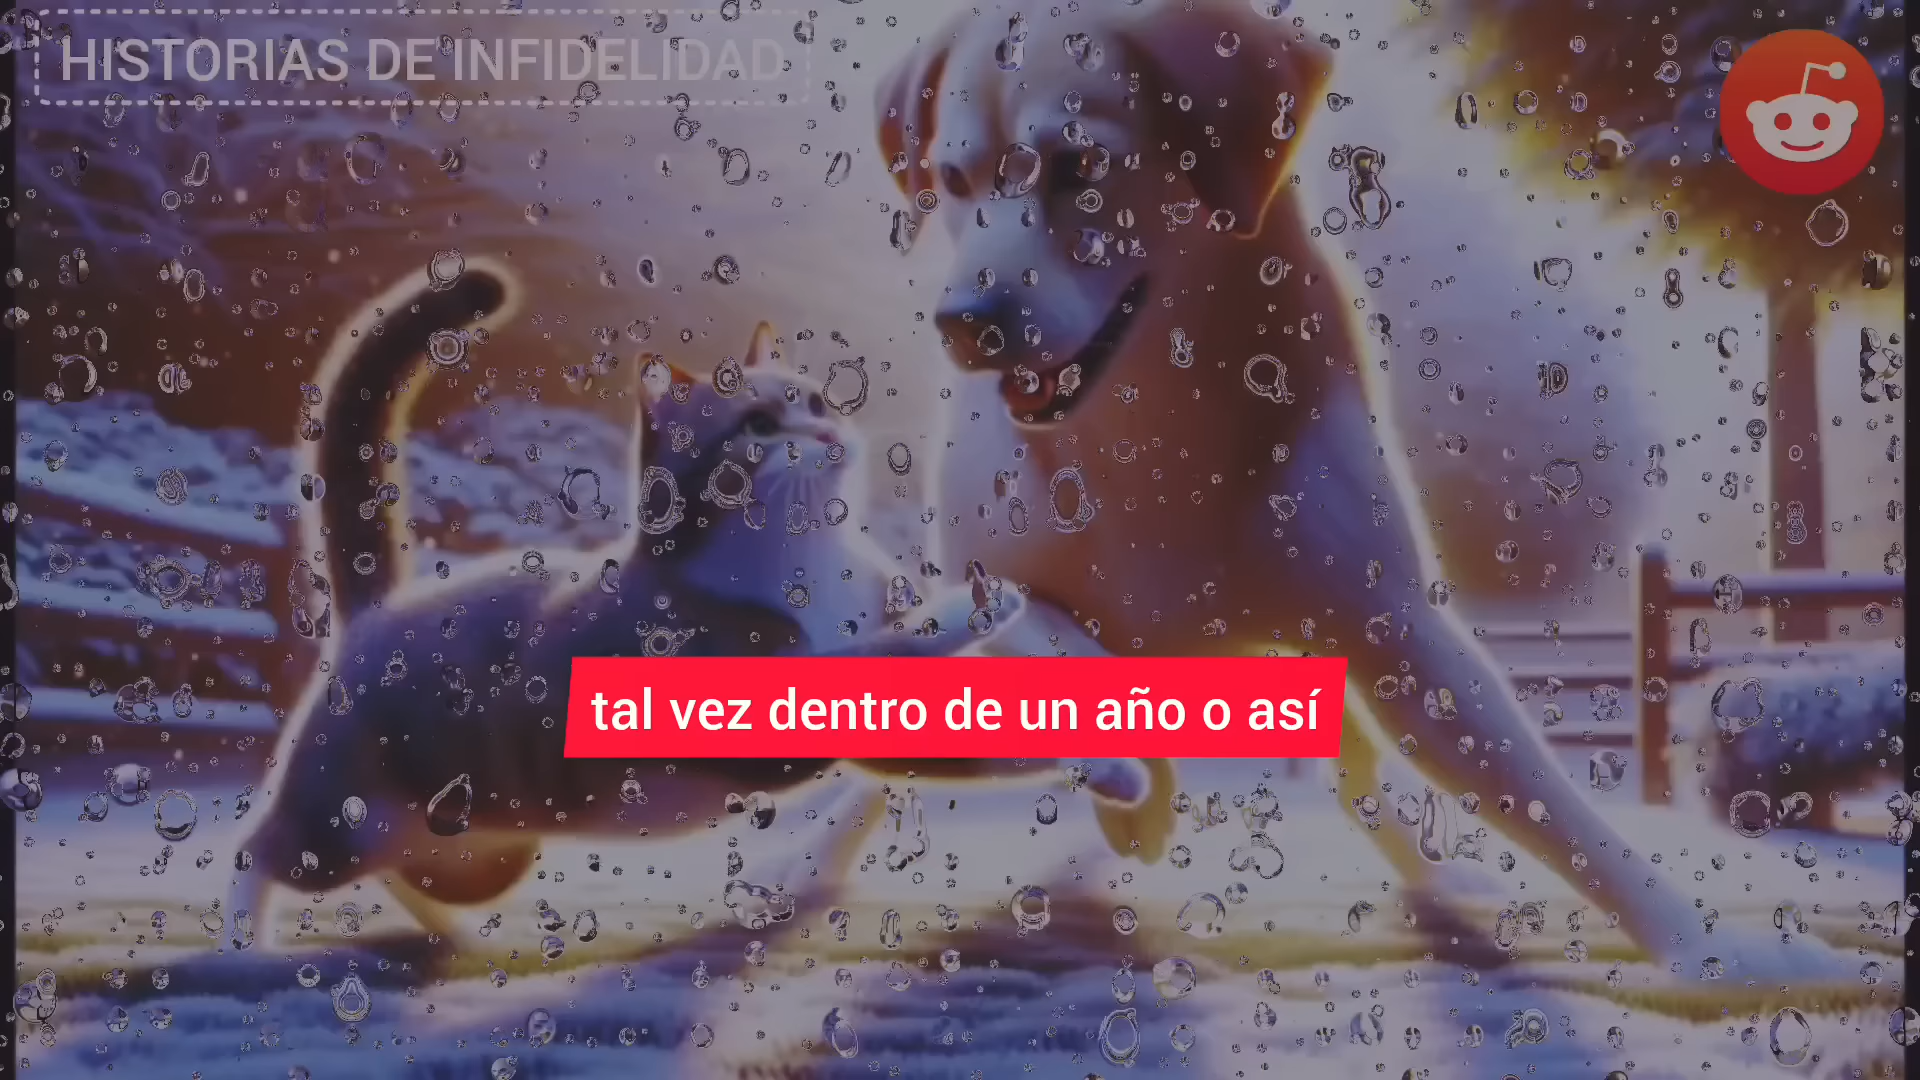 HISTORIAS DE INFIDELIDAD
tal vez dentro de un año o así